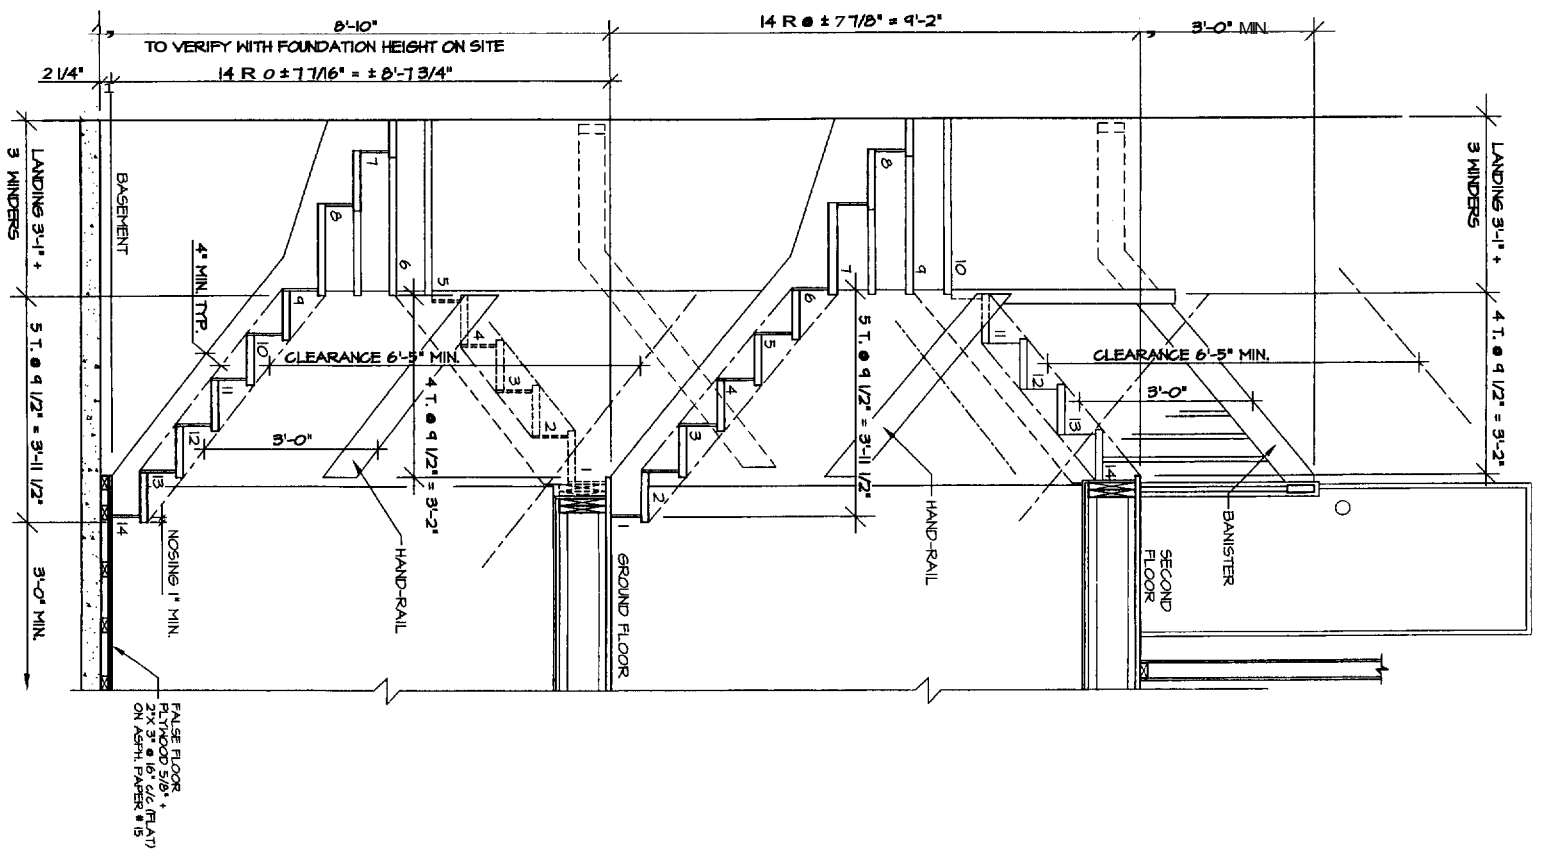 8'-10"
TO VERIFY WITH FOUNDATION HEIGHT ON SITE
14 R @ ± 7 7/16" = ± 8'-7 3/4"
2 1/4"
14 R @ ± 7 7/8" = 9'-2"
3'-0" MIN.
LANDING 3'-1" +
3 WINDERS
5 T. @ 9 1/2" = 3'-11 1/2"
3'-0" MIN.
BASEMENT
4" MIN. TYP.
7
8
9
10
11
12
13
14
CLEARANCE 6'-5" MIN.
3'-0"
NOSING 1" MIN.
FALSE FLOOR
PLYWOOD 5/8" +
2"X 3" @ 16" c/c (FLAT)
ON ASPH. PAPER # 15
6
5
4
3
2
1
4 T. @ 9 1/2" = 3'-2"
HAND-RAIL
GROUND FLOOR
1
2
3
4
5
6
7
8
9
10
11
12
13
14
5 T. @ 9 1/2" = 3'-11 1/2"
HAND-RAIL
CLEARANCE 6'-5" MIN.
3'-0"
BANISTER
SECOND
FLOOR
LANDING 3'-1" +
3 WINDERS
4 T. @ 9 1/2" = 3'-2"